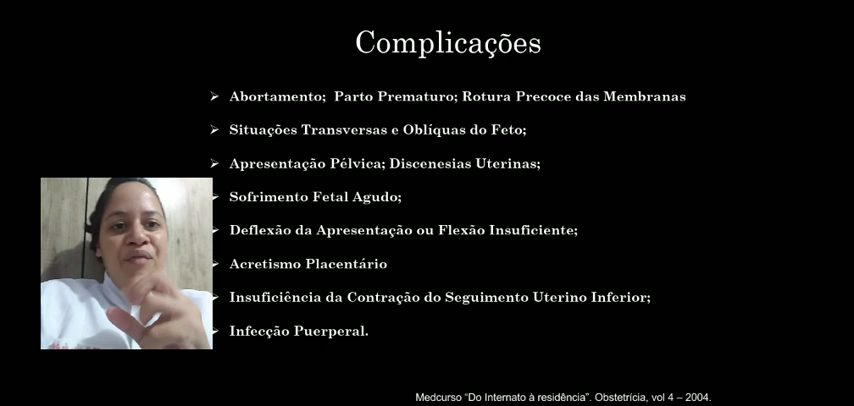 Complicações
Abortamento;  Parto Prematuro; Rotura Precoce das Membranas
Situações Transversas e Oblíquas do Feto;
Apresentação Pélvica; Discenesias Uterinas;
Sofrimento Fetal Agudo;
Deflexão da Apresentação ou Flexão Insuficiente;
Acretismo Placentário
Insuficiência da Contração do Seguimento Uterino Inferior;
Infecção Puerperal.
Medcurso “Do Internato à residência”. Obstetrícia, vol 4 – 2004.